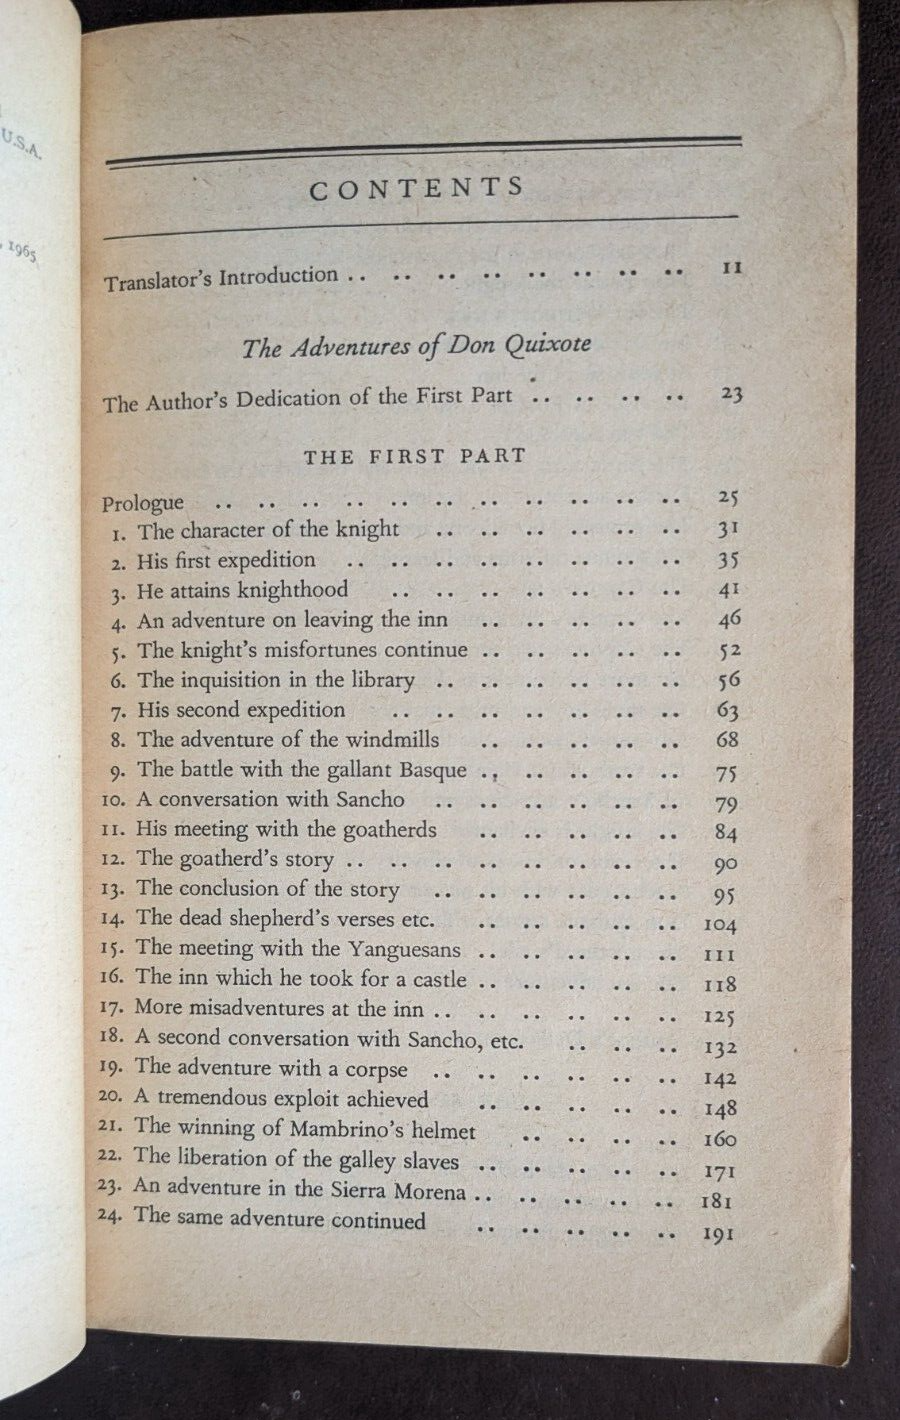 U.S.A.
1965
CONTENTS
Translator's Introduction .. .. .. .. .. .. .. .. 11
The Adventures of Don Quixote
The Author's Dedication of the First Part .. .. .. .. 23
THE FIRST PART
Prologue .. .. .. .. .. .. .. .. .. .. .. 25
1. The character of the knight .. .. .. .. .. .. 31
2. His first expedition .. .. .. .. .. .. .. .. 35
3. He attains knighthood .. .. .. .. .. .. .. 41
4. An adventure on leaving the inn .. .. .. .. .. 46
5. The knight's misfortunes continue .. .. .. .. .. 52
6. The inquisition in the library .. .. .. .. .. .. 56
7. His second expedition .. .. .. .. .. .. .. 63
8. The adventure of the windmills .. .. .. .. .. 68
9. The battle with the gallant Basque .. .. .. .. .. 75
10. A conversation with Sancho .. .. .. .. .. .. 79
11. His meeting with the goatherds .. .. .. .. .. 84
12. The goatherd's story .. .. .. .. .. .. .. .. 90
13. The conclusion of the story .. .. .. .. .. .. 95
14. The dead shepherd's verses etc. .. .. .. .. .. 104
15. The meeting with the Yanguesans .. .. .. .. .. 111
16. The inn which he took for a castle .. .. .. .. .. 118
17. More misadventures at the inn .. .. .. .. .. .. 125
18. A second conversation with Sancho, etc. .. .. .. 132
19. The adventure with a corpse .. .. .. .. .. .. 142
20. A tremendous exploit achieved .. .. .. .. .. 148
21. The winning of Mambrino's helmet .. .. .. .. 160
22. The liberation of the galley slaves .. .. .. .. .. 171
23. An adventure in the Sierra Morena .. .. .. .. .. 181
24. The same adventure continued .. .. .. .. .. 191